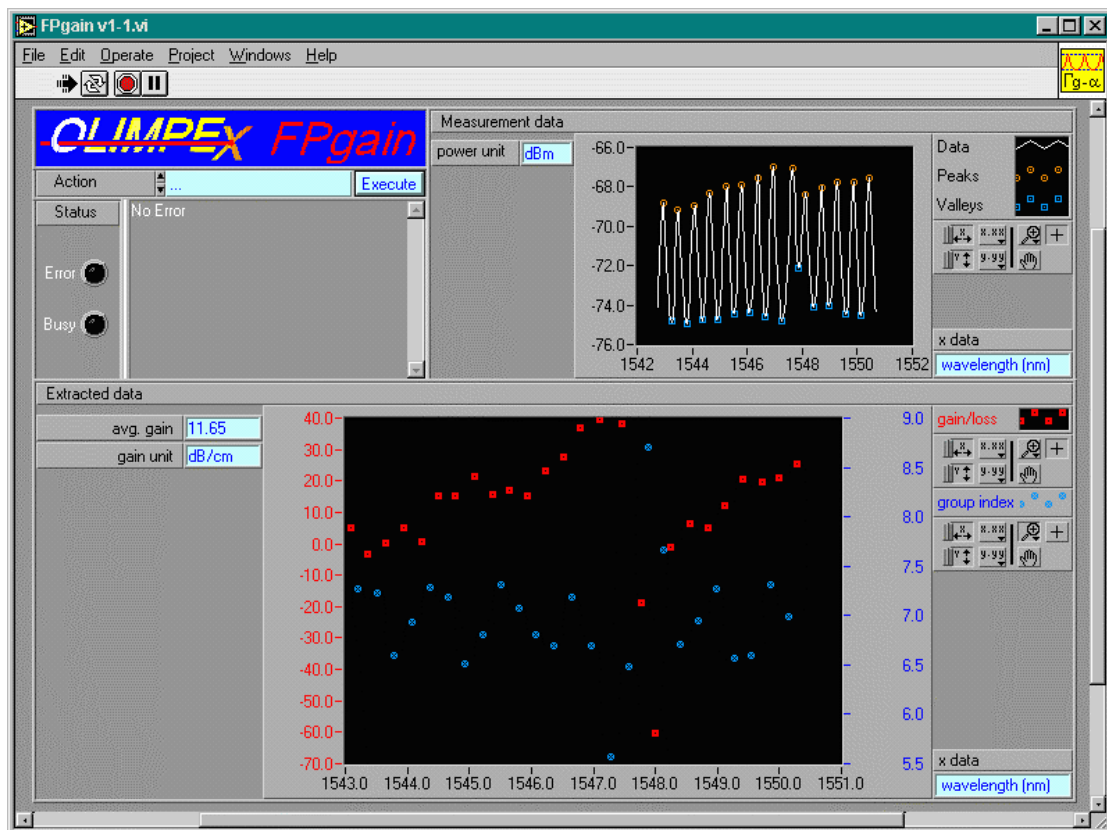 FPgain v1-1.vi
File Edit Operate Project Windows Help
Γg-α
OLIMPEx FPgain
Action ... Execute
Status No Error
Error
Busy
Measurement data
power unit dBm
-66.0
-68.0
-70.0
-72.0
-74.0
-76.0
1542 1544 1546 1548 1550 1552
Data
Peaks
Valleys
X x.xx
Y y.yy
x data
wavelength (nm)
Extracted data
avg. gain 11.65
gain unit dB/cm
40.0
30.0
20.0
10.0
0.0
-10.0
-20.0
-30.0
-40.0
-50.0
-60.0
-70.0
1543.0 1544.0 1545.0 1546.0 1547.0 1548.0 1549.0 1550.0 1551.0
9.0
8.5
8.0
7.5
7.0
6.5
6.0
5.5
gain/loss
X x.xx
Y y.yy
group index
X x.xx
Y y.yy
x data
wavelength (nm)